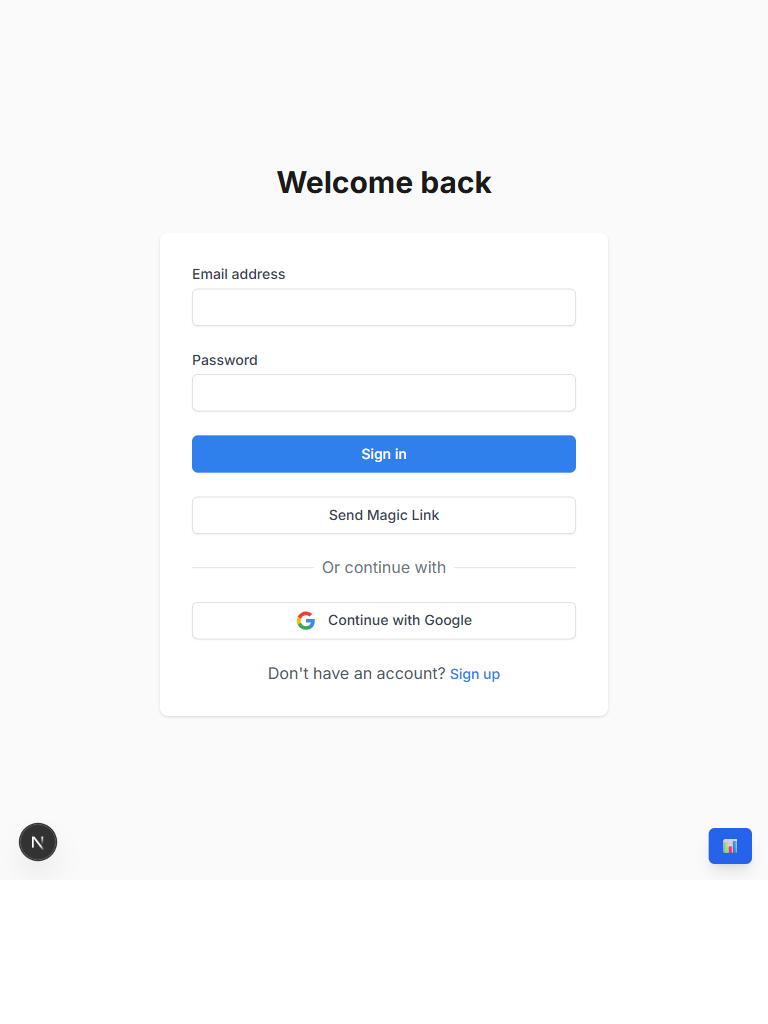 Welcome back
Email address
Password
Sign in
Send Magic Link
Or continue with
Continue with Google
Don't have an account? Sign up
N